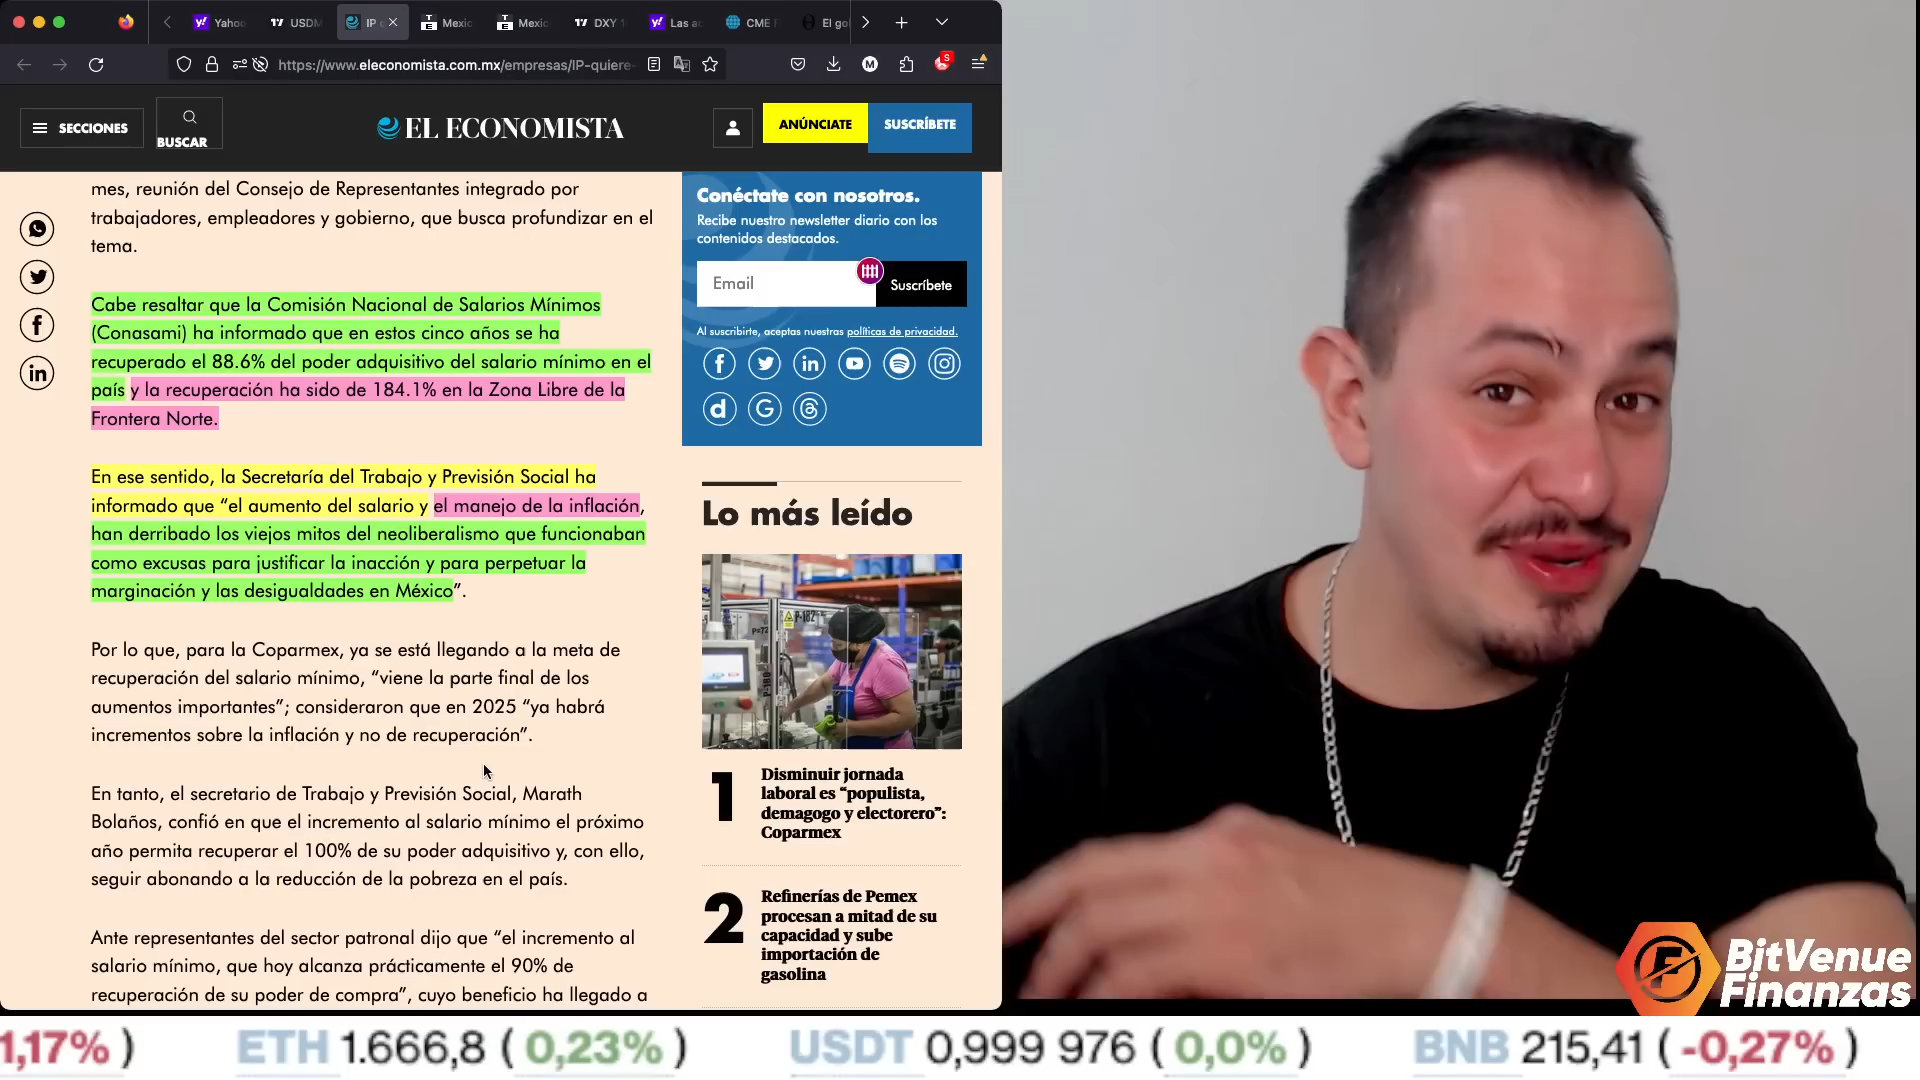 Yahoo
USDM
IP
Mexic
Mexic
DXY
Las a
CME
El go
https://www.eleconomista.com.mx/empresas/IP-quiere-
SECCIONES
BUSCAR
EL ECONOMISTA
ANÚNCIATE
SUSCRÍBETE
mes, reunión del Consejo de Representantes integrado por
trabajadores, empleadores y gobierno, que busca profundizar en el
tema.
Cabe resaltar que la Comisión Nacional de Salarios Mínimos
(Conasami) ha informado que en estos cinco años se ha
recuperado el 88.6% del poder adquisitivo del salario mínimo en el
país y la recuperación ha sido de 184.1% en la Zona Libre de la
Frontera Norte.
En ese sentido, la Secretaría del Trabajo y Previsión Social ha
informado que “el aumento del salario y el manejo de la inflación,
han derribado los viejos mitos del neoliberalismo que funcionaban
como excusas para justificar la inacción y para perpetuar la
marginación y las desigualdades en México”.
Por lo que, para la Coparmex, ya se está llegando a la meta de
recuperación del salario mínimo, “viene la parte final de los
aumentos importantes”; consideraron que en 2025 “ya habrá
incrementos sobre la inflación y no de recuperación”.
En tanto, el secretario de Trabajo y Previsión Social, Marath
Bolaños, confió en que el incremento al salario mínimo el próximo
año permita recuperar el 100% de su poder adquisitivo y, con ello,
seguir abonando a la reducción de la pobreza en el país.
Ante representantes del sector patronal dijo que “el incremento al
salario mínimo, que hoy alcanza prácticamente el 90% de
recuperación de su poder de compra”, cuyo beneficio ha llegado a
Conéctate con nosotros.
Recibe nuestro newsletter diario con los
contenidos destacados.
Email
Suscríbete
Al suscribirte, aceptas nuestras políticas de privacidad.
Lo más leído
P-182
1
Disminuir jornada
laboral es “populista,
demagogo y electorero”:
Coparmex
2
Refinerías de Pemex
procesan a mitad de su
capacidad y sube
importación de
gasolina
BitVenue
Finanzas
1,17% ) ETH 1.666,8 ( 0,23% ) USDT 0,999 976 ( 0,0% ) BNB 215,41 ( -0,27% )